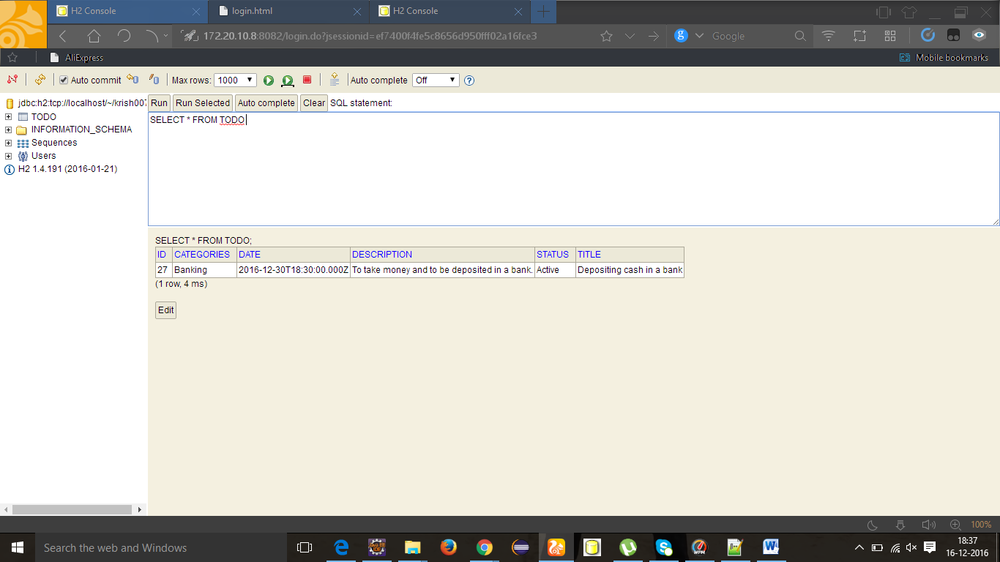 H2 Console
login.html
H2 Console
172.20.10.8:8082/login.do?jsessionid=ef7400f4fe5c8656d950fff02a16fce3
g
Google
AliExpress
Mobile bookmarks
Auto commit
Max rows: 1000
Auto complete Off
jdbc:h2:tcp://localhost/~/krish007
Run Run Selected Auto complete Clear SQL statement:
TODO
INFORMATION_SCHEMA
Sequences
Users
H2 1.4.191 (2016-01-21)
SELECT * FROM TODO
SELECT * FROM TODO;
ID CATEGORIES DATE DESCRIPTION STATUS TITLE
27 Banking 2016-12-30T18:30:00.000Z To take money and to be deposited in a bank. Active Depositing cash in a bank
(1 row, 4 ms)
Edit
100%
Search the web and Windows
18:37
16-12-2016